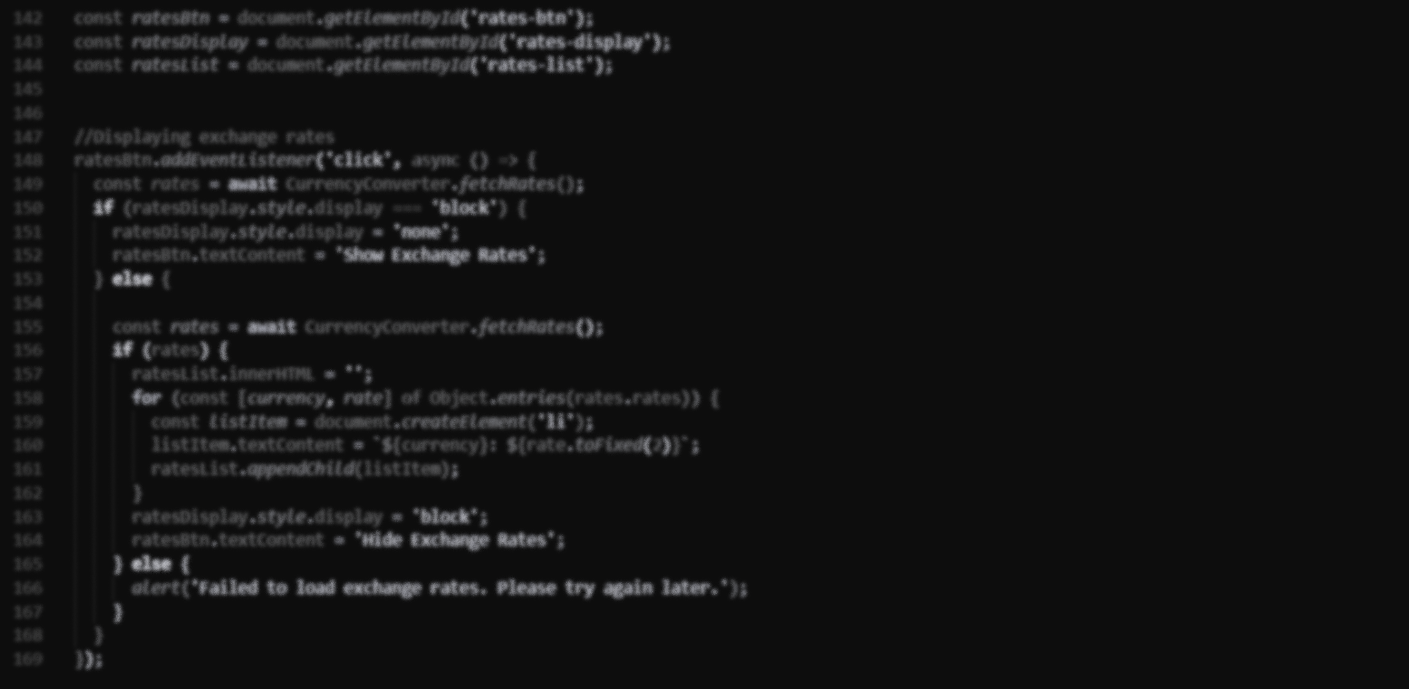 142 const ratesBtn = document.getElementById('rates-btn');
143 const ratesDisplay = document.getElementById('rates-display');
144 const ratesList = document.getElementById('rates-list');
145
146
147 //Displaying exchange rates
148 ratesBtn.addEventListener('click', async () => {
149 const rates = await CurrencyConverter.fetchRates();
150 if (ratesDisplay.style.display === 'block') {
151 ratesDisplay.style.display = 'none';
152 ratesBtn.textContent = 'Show Exchange Rates';
153 } else {
154
155 const rates = await CurrencyConverter.fetchRates();
156 if (rates) {
157 ratesList.innerHTML = '';
158 for (const [currency, rate] of Object.entries(rates.rates)) {
159 const listItem = document.createElement('li');
160 listItem.textContent = `${currency}: ${rate.toFixed(2)}`;
161 ratesList.appendChild(listItem);
162 }
163 ratesDisplay.style.display = 'block';
164 ratesBtn.textContent = 'Hide Exchange Rates';
165 } else {
166 alert('Failed to load exchange rates. Please try again later.');
167 }
168 }
169 });